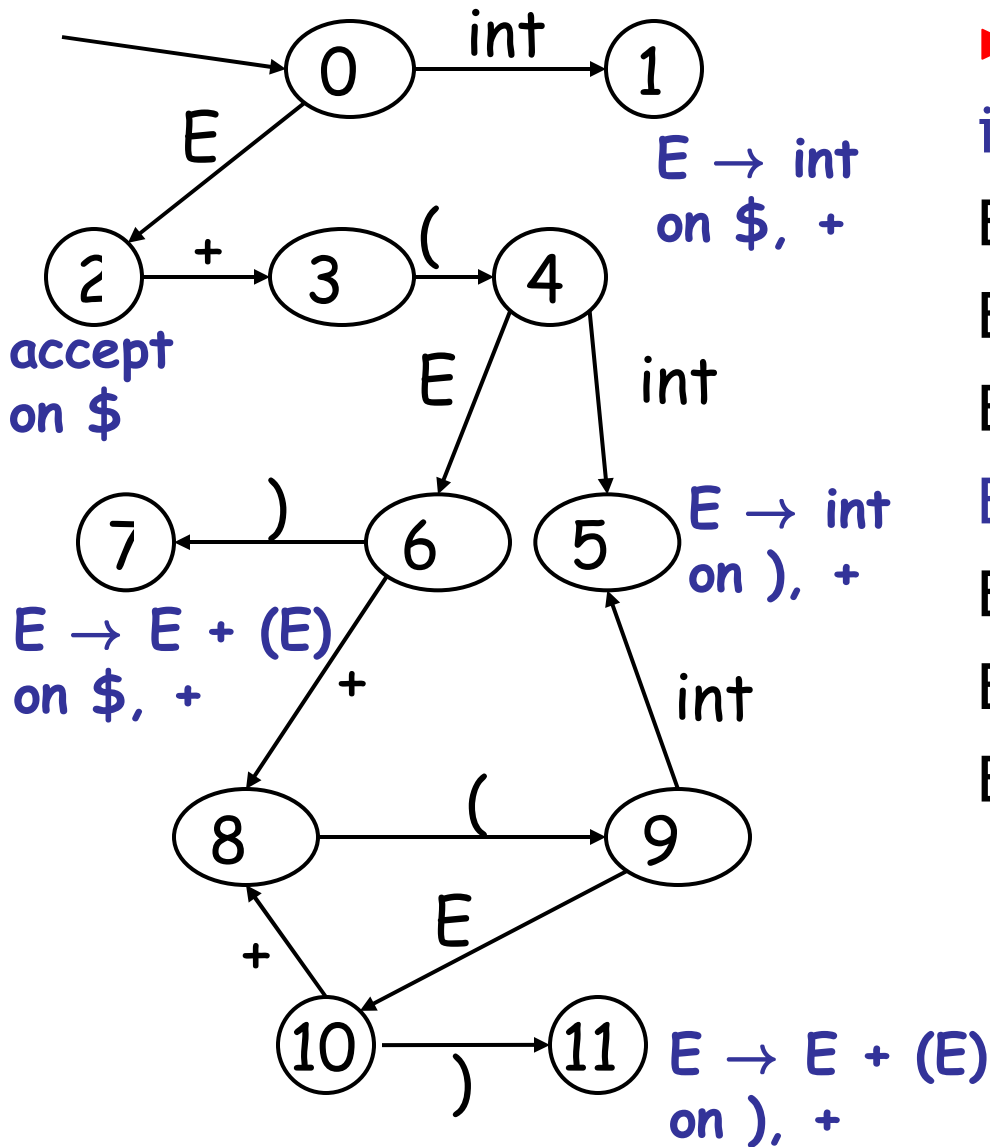 int
0
1
E
E → int
on $, +
+
(
2
3
4
accept
on $
E
int
)
7
6
5
E → int
on ), +
E → E + (E)
on $, +
+
int
(
8
9
E
+
10
11
)
E → E + (E)
on ), +